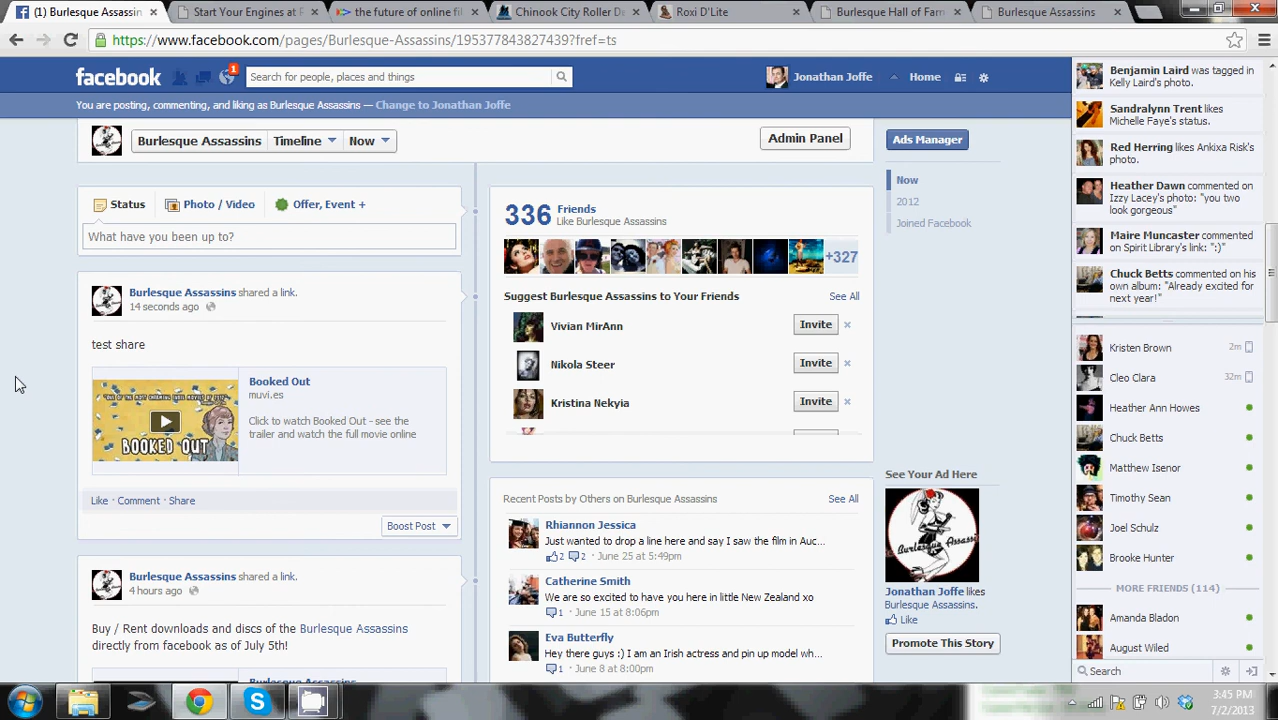 (1) Burlesque Assassin
Start Your Engines at F
the future of online fil
Chinook City Roller De
Roxi D'Lite
Burlesque Hall of Fam
Burlesque Assassins
https://www.facebook.com/pages/Burlesque-Assassins/195377843827439?fref=ts
facebook
1
Search for people, places and things
Jonathan Joffe
Home
You are posting, commenting, and liking as Burlesque Assassins — Change to Jonathan Joffe
Burlesque Assassins
Timeline
Now
Admin Panel
Status
Photo / Video
Offer, Event +
What have you been up to?
Burlesque Assassins shared a link.
14 seconds ago
test share
BOOKED OUT
Booked Out
muvi.es
Click to watch Booked Out - see the
trailer and watch the full movie online
Like · Comment · Share
Boost Post
Burlesque Assassins shared a link.
4 hours ago
Buy / Rent downloads and discs of the Burlesque Assassins
directly from facebook as of July 5th!
Burlesque Assassins
336 Friends
Like Burlesque Assassins
+327
Suggest Burlesque Assassins to Your Friends
See All
Vivian MirAnn
Invite
Nikola Steer
Invite
Kristina Nekyia
Invite
Recent Posts by Others on Burlesque Assassins
See All
Rhiannon Jessica
Just wanted to drop a line here and say I saw the film in Auc...
2 2 · June 25 at 5:49pm
Catherine Smith
We are so excited to have you here in little New Zealand xo
1 · June 15 at 8:06pm
Eva Butterfly
Hey there guys :) I am an Irish actress and pin up model wh...
June 8 at 8:00pm
Ads Manager
Now
2012
Joined Facebook
See Your Ad Here
Burlesque Assassi
Jonathan Joffe likes
Burlesque Assassins.
Like
Promote This Story
Benjamin Laird was tagged in
Kelly Laird's photo.
Sandralynn Trent likes
Michelle Faye's status.
Red Herring likes Ankixa Risk's
photo.
Heather Dawn commented on
Izzy Lacey's photo: "you two
look gorgeous"
Maire Muncaster commented
on Spirit Library's link: ":)"
Chuck Betts commented on his
own album: "Already excited for
next year!"
Kristen Brown 2m
Cleo Clara 32m
Heather Ann Howes
Chuck Betts
Matthew Isenor
Timothy Sean
Joel Schulz
Brooke Hunter
MORE FRIENDS (114)
Amanda Bladon
August Wiled
Search
3:45 PM
7/2/2013